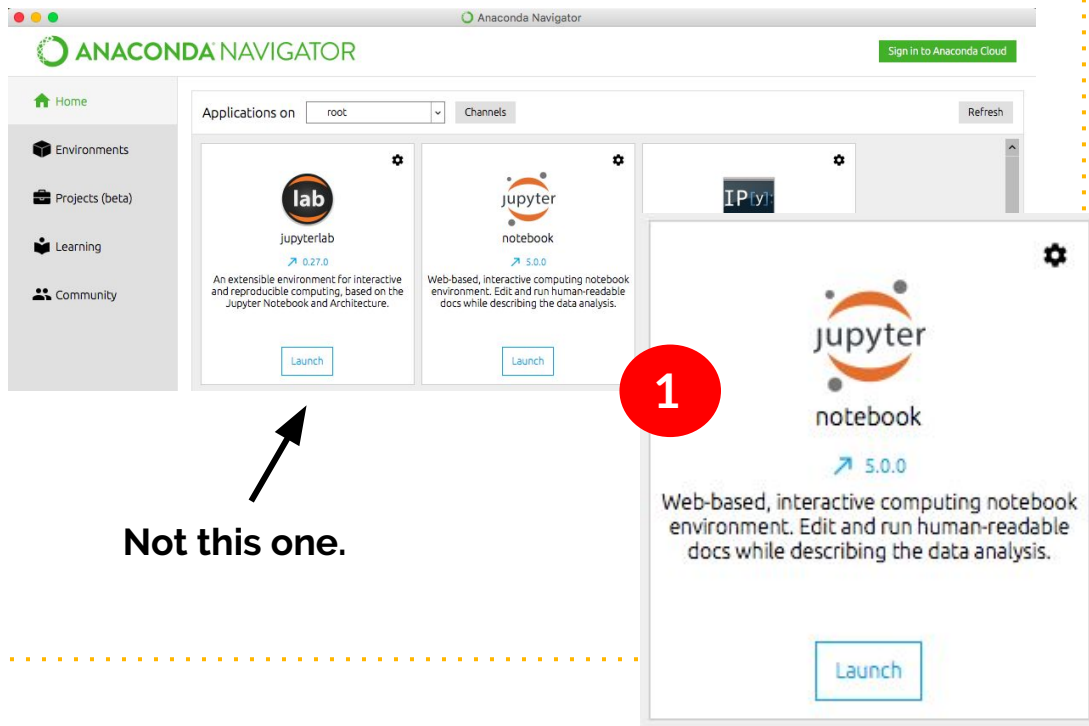 Anaconda Navigator
ANACONDA NAVIGATOR
Sign in to Anaconda Cloud
Home
Environments
Projects (beta)
Learning
Community
Applications on root Channels Refresh
lab
jupyterlab
0.27.0
An extensible environment for interactive
and reproducible computing, based on the
Jupyter Notebook and Architecture.
Launch
jupyter
notebook
5.0.0
Web-based, interactive computing notebook
environment. Edit and run human-readable
docs while describing the data analysis.
Launch
IP[y]:
1
jupyter
notebook
5.0.0
Web-based, interactive computing notebook
environment. Edit and run human-readable
docs while describing the data analysis.
Launch
Not this one.